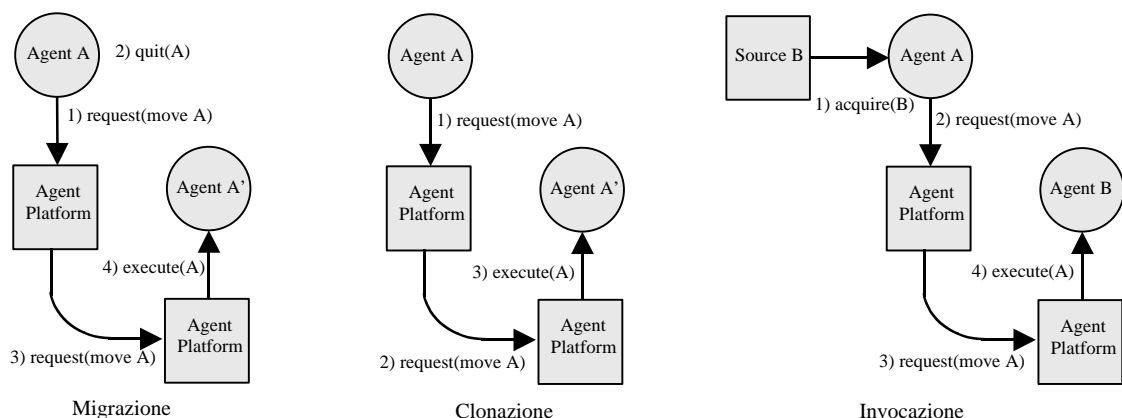 Agent A
2) quit(A)
1) request(move A)
Agent
Platform
Agent A’
4) execute(A)
Agent
Platform
3) request(move A)
Migrazione
Agent A
1) request(move A)
Agent
Platform
Agent A’
3) execute(A)
Agent
Platform
2) request(move A)
Clonazione
Source B
Agent A
1) acquire(B)
2) request(move A)
Agent
Platform
Agent B
4) execute(A)
Agent
Platform
3) request(move A)
Invocazione